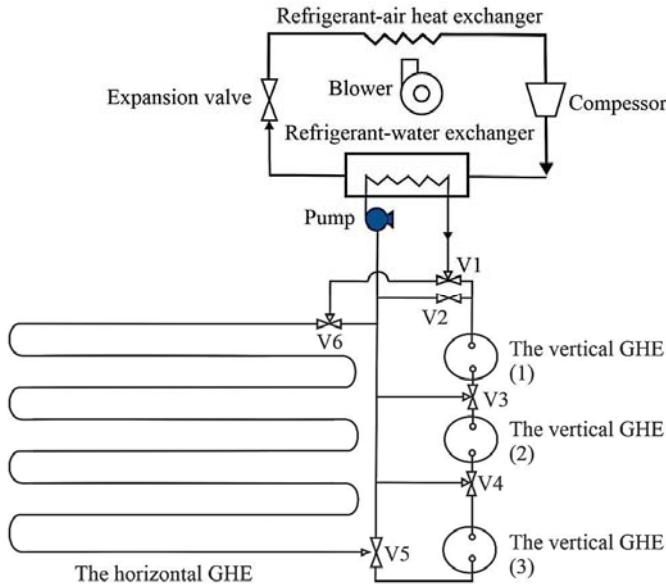 Refrigerant-air heat exchanger
Blower
Expansion valve
Compessor
Refrigerant-water exchanger
Pump
V1
V2
V6
The vertical GHE
(1)
V3
The vertical GHE
(2)
V4
V5
The vertical GHE
(3)
The horizontal GHE